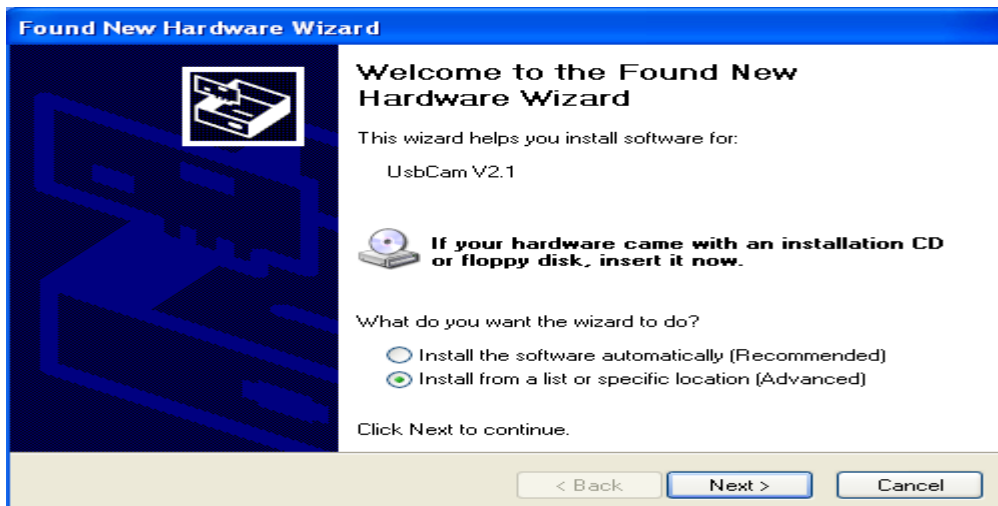 Found New Hardware Wizard
Welcome to the Found New
Hardware Wizard
This wizard helps you install software for:
UsbCam V2.1
If your hardware came with an installation CD
or floppy disk, insert it now.
What do you want the wizard to do?
Install the software automatically (Recommended)
Install from a list or specific location (Advanced)
Click Next to continue.
< Back Next > Cancel